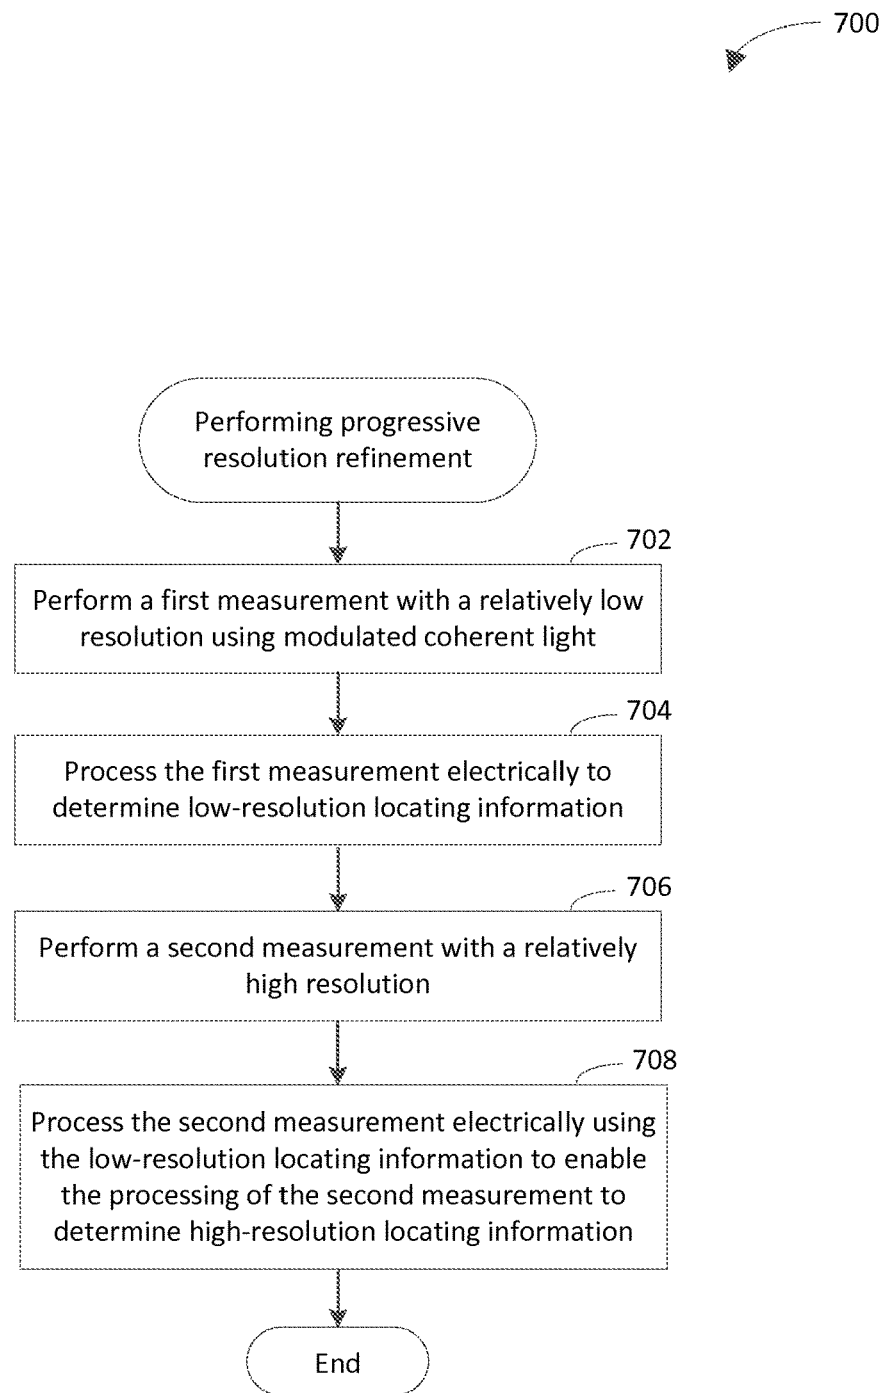 700
Performing progressive
resolution refinement
702
Perform a first measurement with a relatively low
resolution using modulated coherent light
704
Process the first measurement electrically to
determine low-resolution locating information
706
Perform a second measurement with a relatively
high resolution
708
Process the second measurement electrically using
the low-resolution locating information to enable
the processing of the second measurement to
determine high-resolution locating information
End